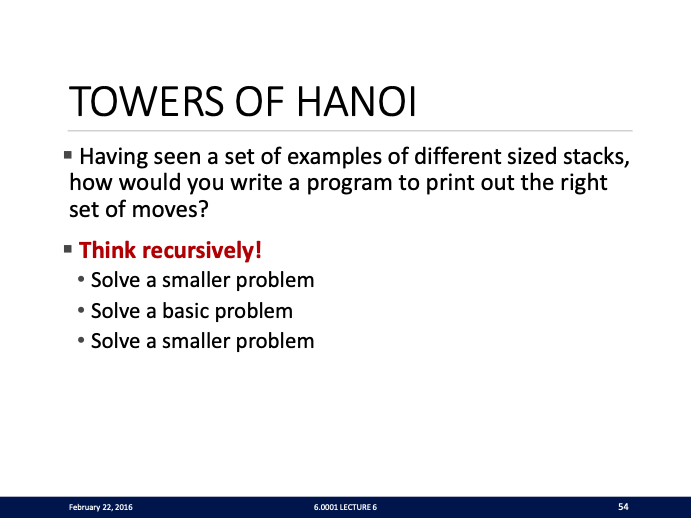 TOWERS OF HANOI
▪ Having seen a set of examples of different sized stacks,
how would you write a program to print out the right
set of moves?
▪ Think recursively!
• Solve a smaller problem
• Solve a basic problem
• Solve a smaller problem
February 22, 2016
6.0001 LECTURE 6
54